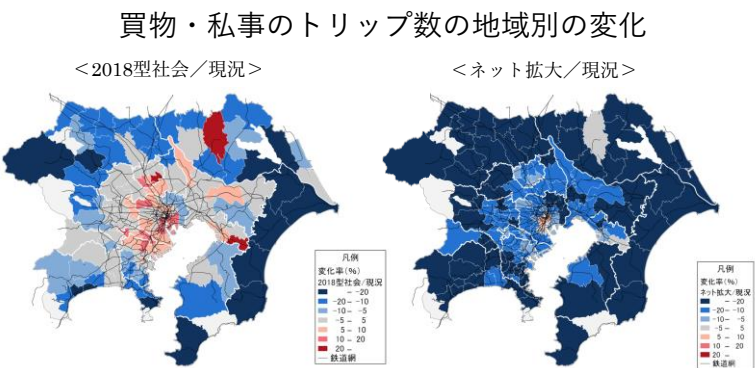 買物・私事のトリップ数の地域別の変化
＜2018型社会／現況＞
＜ネット拡大／現況＞
凡例
変化率(%)
2018型社会/現況
－ -20
-20－ -10
-10－ -5
-5－ 5
5－ 10
10－ 20
20－
鉄道網
凡例
変化率(%)
ネット拡大/現況
－ -20
-20－ -10
-10－ -5
-5－ 5
5－ 10
10－ 20
20－
鉄道網